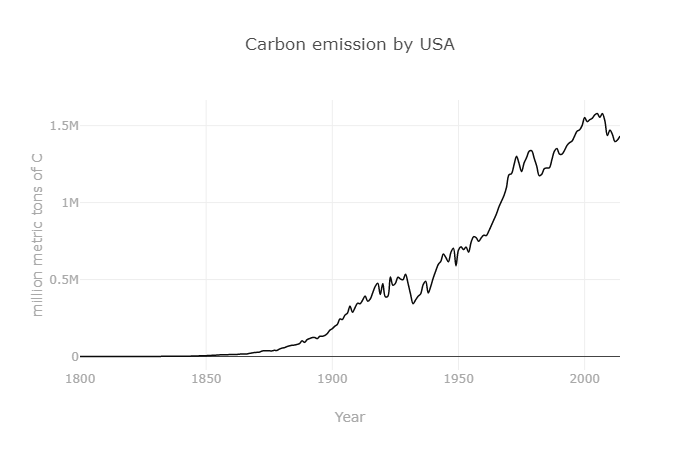 Carbon emission by USA
million metric tons of C
1.5M
1M
0.5M
0
1800
1850
1900
1950
2000
Year